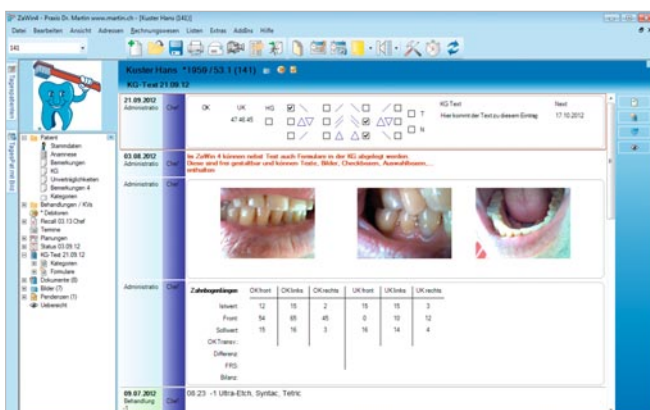 ZaWin4 - Praxis Dr. Martin www.martin.ch - [Kuster Hans (141)]
Datei Bearbeiten Ansicht Adressen Rechnungswesen Listen Extras AddIns Hilfe
141
Kuster Hans *1959 / 53.1 (141)
KG-Text 21.09.12
Tagespatienten
Patient
Stammdaten
Anamnese
Bemerkungen
KG
Unverträglichkeiten
Bemerkungen 4
Kategorien
Behandlungen / KVs
* Debitoren
Recall 03.13 Chef
Termine
Planungen
Status 03.09.12
KG-Text 21.09.12
Kategorien
Formulare
Dokumente (8)
Bilder (7)
Pendenzen (1)
Uebersicht
21.09.2012
Administratio Chef
OK UK HG T KG Text Next
47 46 45 N Hier kommt der Text zu diesem Eintrag 17.10.2012
03.08.2012
Administratio Chef
Im ZaWin 4 können nebst Text auch Formulare in der KG abgelegt werden
Diese sind frei gestaltbar und können Texte, Bilder, Checkboxen, Auswahlboxen,...
enthalten
Administratio Chef
Administratio Chef
Zahnbogenlängen OK front OK links OK rechts UK front UK links UK rechts
Istwert: 12 15 2 15 15 3
Front: 54 65 45 0 10 12
Sollwert: 15 16 3 16 14 4
OK Transv.:
Differenz:
FRS:
Bilanz:
09.07.2012
Behandlung Chef
-1
08 23 -1 Ultra-Etch, Syntac, Tetric